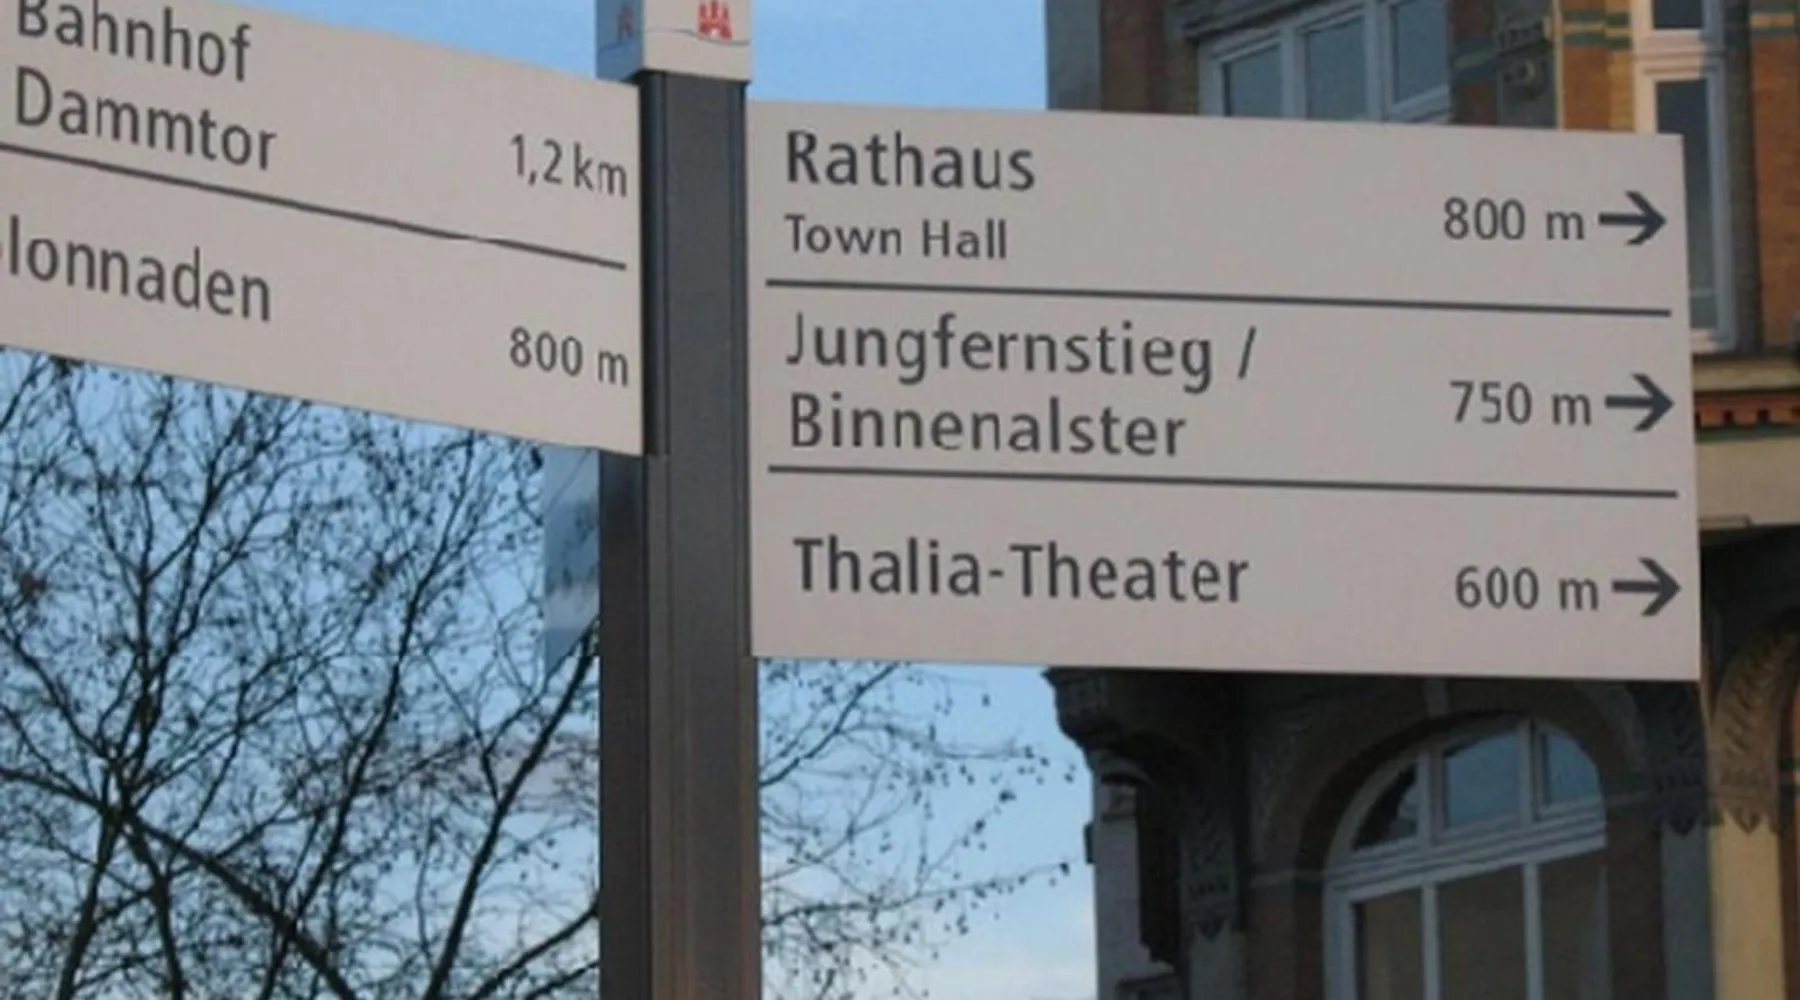 Bahnhof
Dammtor
1,2 km
lonnaden
800 m
Rathaus
Town Hall
800 m
Jungfernstieg /
Binnenalster
750 m
Thalia-Theater
600 m